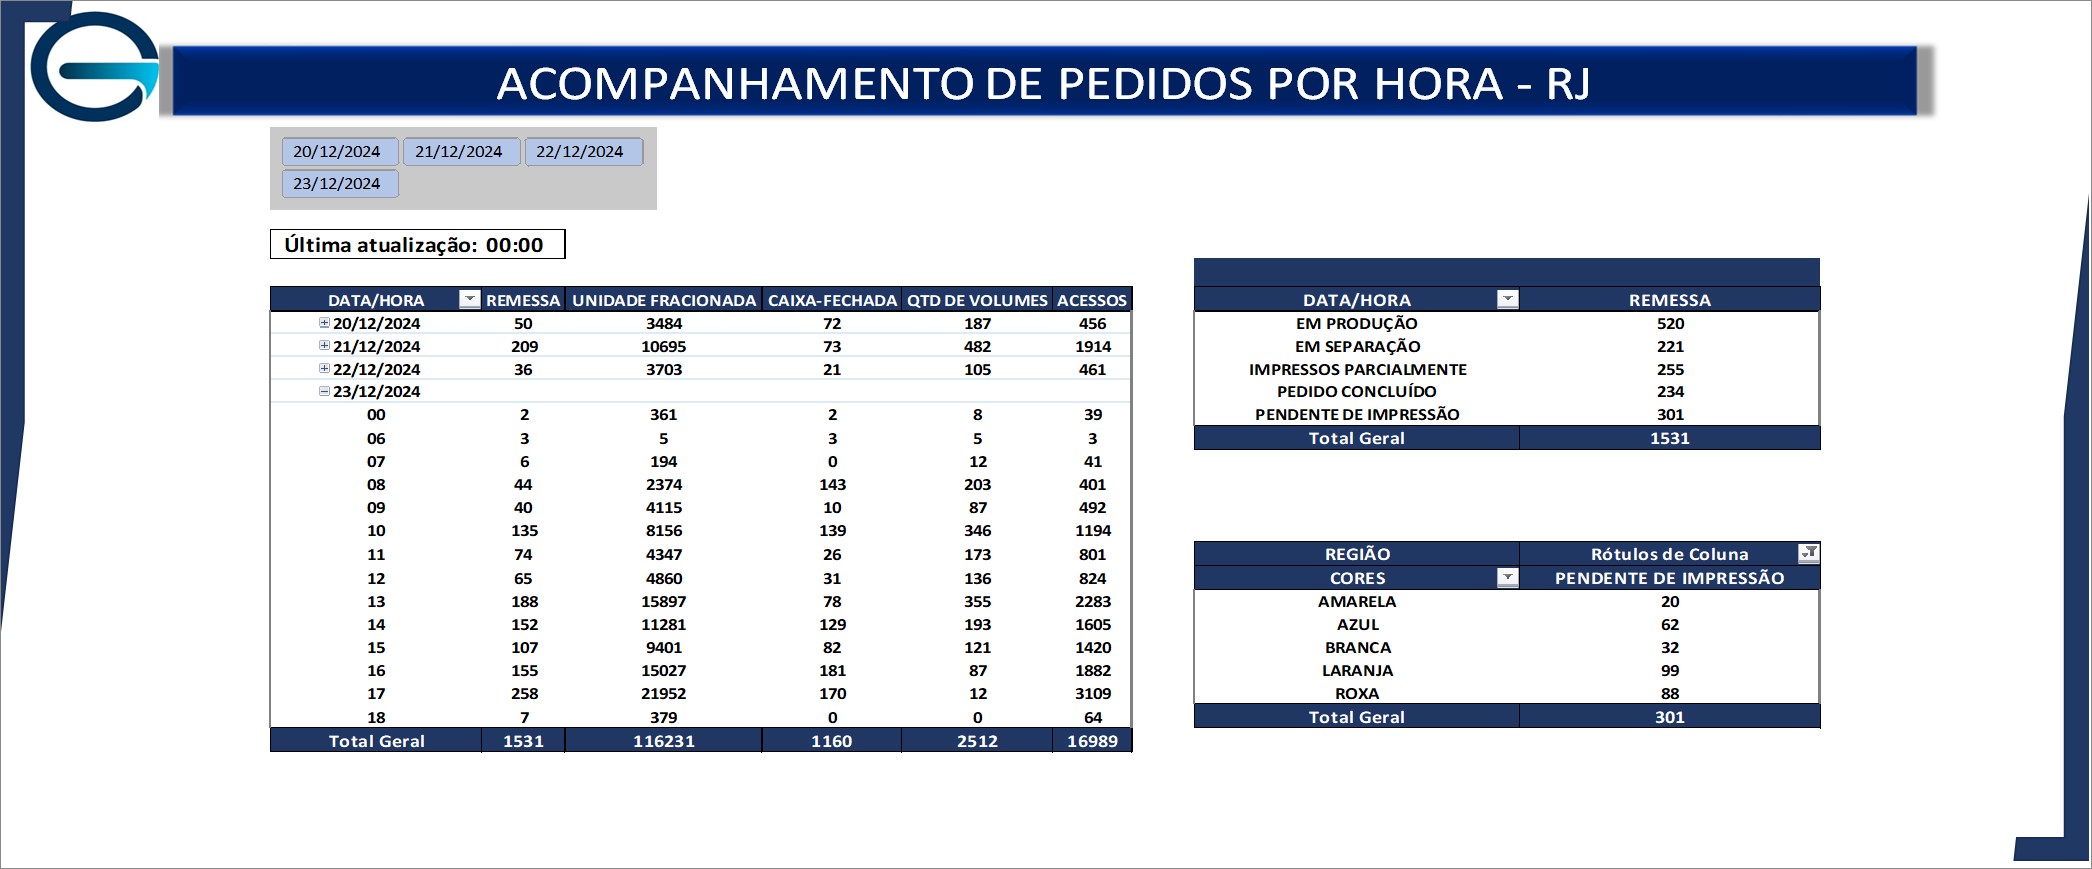 ACOMPANHAMENTO DE PEDIDOS POR HORA - RJ
20/12/2024 21/12/2024 22/12/2024
23/12/2024
Última atualização: 00:00
DATA/HORA REMESSA UNIDADE FRACIONADA CAIXA-FECHADA QTD DE VOLUMES ACESSOS
20/12/2024 50 3484 72 187 456
21/12/2024 209 10695 73 482 1914
22/12/2024 36 3703 21 105 461
23/12/2024
00 2 361 2 8 39
06 3 5 3 5 3
07 6 194 0 12 41
08 44 2374 143 203 401
09 40 4115 10 87 492
10 135 8156 139 346 1194
11 74 4347 26 173 801
12 65 4860 31 136 824
13 188 15897 78 355 2283
14 152 11281 129 193 1605
15 107 9401 82 121 1420
16 155 15027 181 87 1882
17 258 21952 170 12 3109
18 7 379 0 0 64
Total Geral 1531 116231 1160 2512 16989
DATA/HORA REMESSA
EM PRODUÇÃO 520
EM SEPARAÇÃO 221
IMPRESSOS PARCIALMENTE 255
PEDIDO CONCLUÍDO 234
PENDENTE DE IMPRESSÃO 301
Total Geral 1531
REGIÃO Rótulos de Coluna
CORES PENDENTE DE IMPRESSÃO
AMARELA 20
AZUL 62
BRANCA 32
LARANJA 99
ROXA 88
Total Geral 301